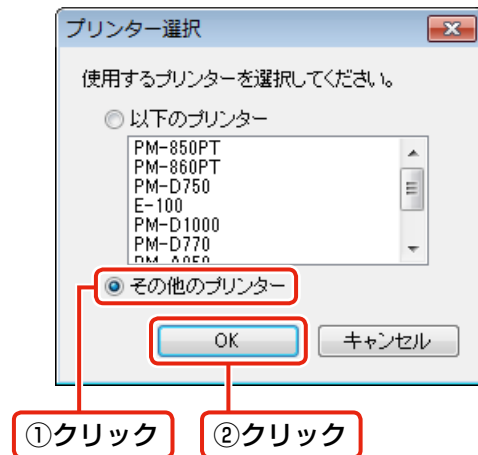 プリンター選択
使用するプリンターを選択してください。
以下のプリンター
PM-850PT
PM-860PT
PM-D750
E-100
PM-D1000
PM-D770
その他のプリンター
OK
キャンセル
①クリック
②クリック